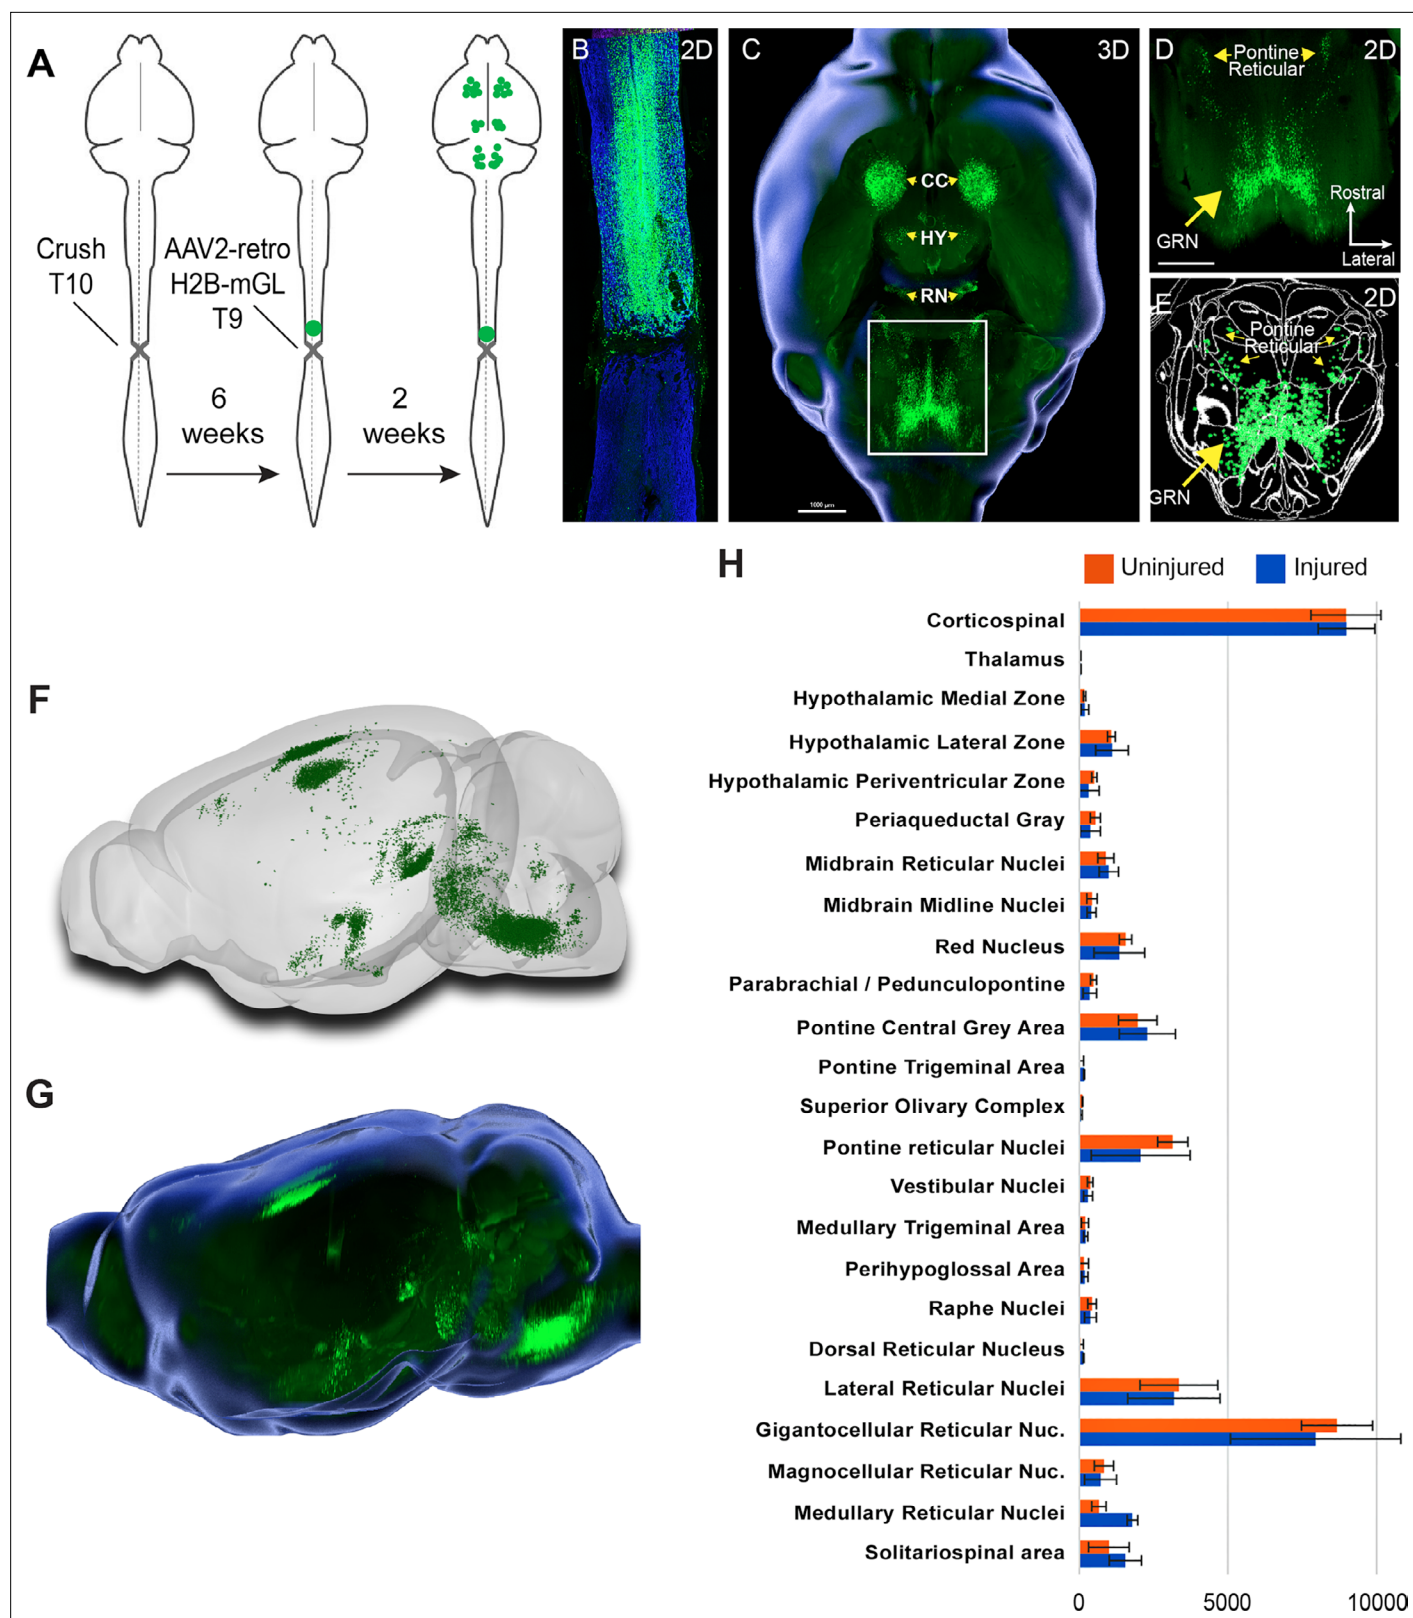 A
Crush
T10
AAV2-retro
H2B-mGL
T9
6
weeks
2
weeks
B
2D
C
3D
CC
HY
RN
1000 µm
D
2D
Pontine
Reticular
GRN
Rostral
Lateral
E
2D
Pontine
Reticular
GRN
F
G
H
Uninjured
Injured
Corticospinal
Thalamus
Hypothalamic Medial Zone
Hypothalamic Lateral Zone
Hypothalamic Periventricular Zone
Periaqueductal Gray
Midbrain Reticular Nuclei
Midbrain Midline Nuclei
Red Nucleus
Parabrachial / Pedunculopontine
Pontine Central Grey Area
Pontine Trigeminal Area
Superior Olivary Complex
Pontine reticular Nuclei
Vestibular Nuclei
Medullary Trigeminal Area
Perihypoglossal Area
Raphe Nuclei
Dorsal Reticular Nucleus
Lateral Reticular Nuclei
Gigantocellular Reticular Nuc.
Magnocellular Reticular Nuc.
Medullary Reticular Nuclei
Solitariospinal area
0
5000
10000